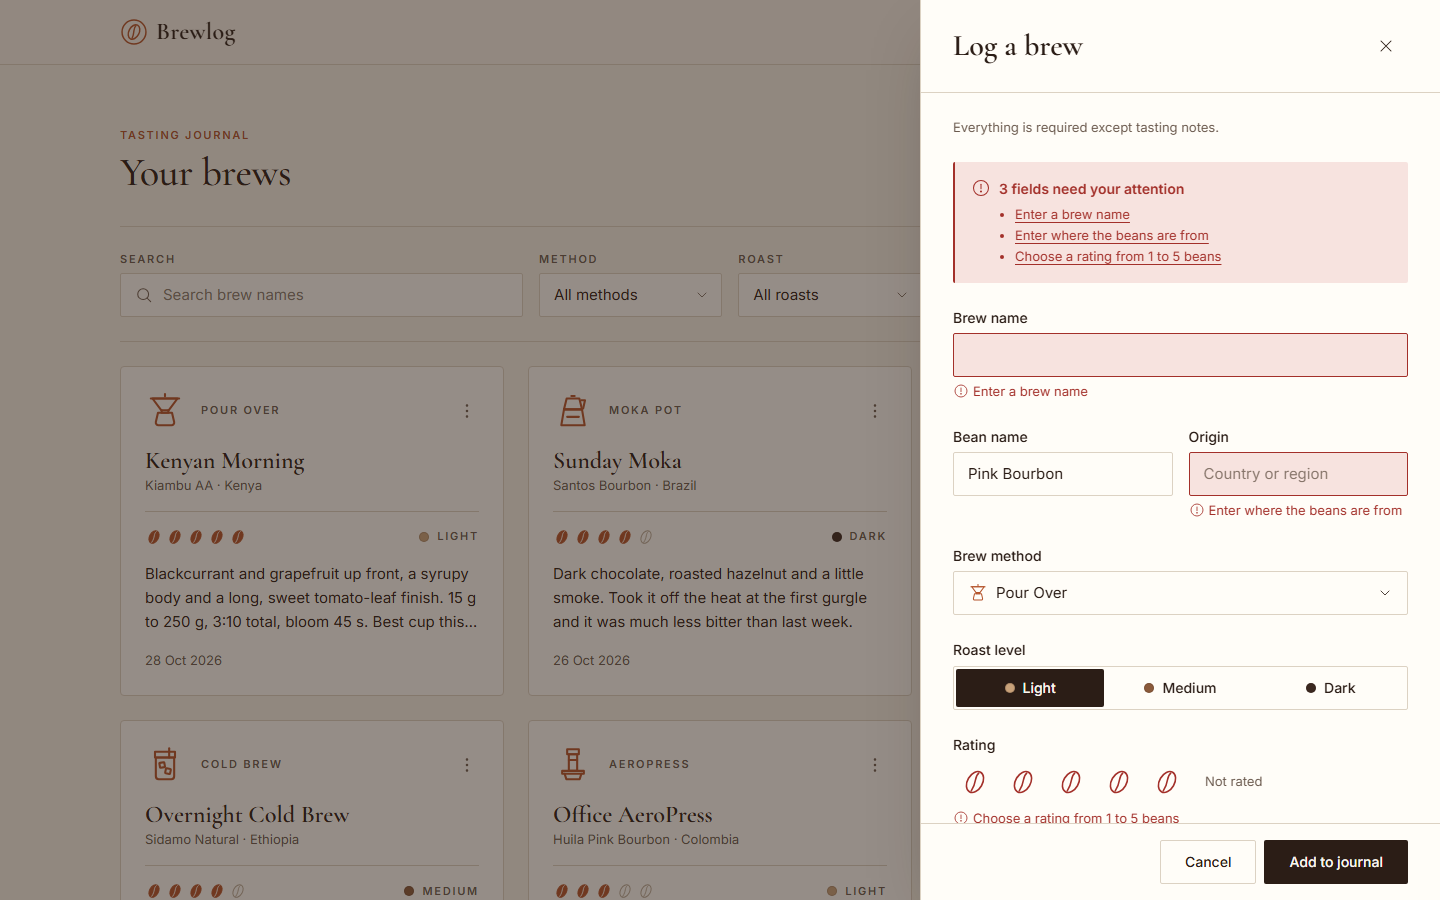 Brewlog
TASTING JOURNAL
Your brews
SEARCH
Search brew names
METHOD
All methods
ROAST
All roasts
POUR OVER
Kenyan Morning
Kiambu AA · Kenya
LIGHT
Blackcurrant and grapefruit up front, a syrupy
body and a long, sweet tomato-leaf finish. 15 g
to 250 g, 3:10 total, bloom 45 s. Best cup this...
28 Oct 2026
MOKA POT
Sunday Moka
Santos Bourbon · Brazil
DARK
Dark chocolate, roasted hazelnut and a little
smoke. Took it off the heat at the first gurgle
and it was much less bitter than last week.
26 Oct 2026
COLD BREW
Overnight Cold Brew
Sidamo Natural · Ethiopia
MEDIUM
AEROPRESS
Office AeroPress
Huila Pink Bourbon · Colombia
LIGHT
Log a brew
Everything is required except tasting notes.
3 fields need your attention
• Enter a brew name
• Enter where the beans are from
• Choose a rating from 1 to 5 beans
Brew name
Enter a brew name
Bean name
Pink Bourbon
Origin
Country or region
Enter where the beans are from
Brew method
Pour Over
Roast level
Light
Medium
Dark
Rating
Not rated
Choose a rating from 1 to 5 beans
Cancel
Add to journal